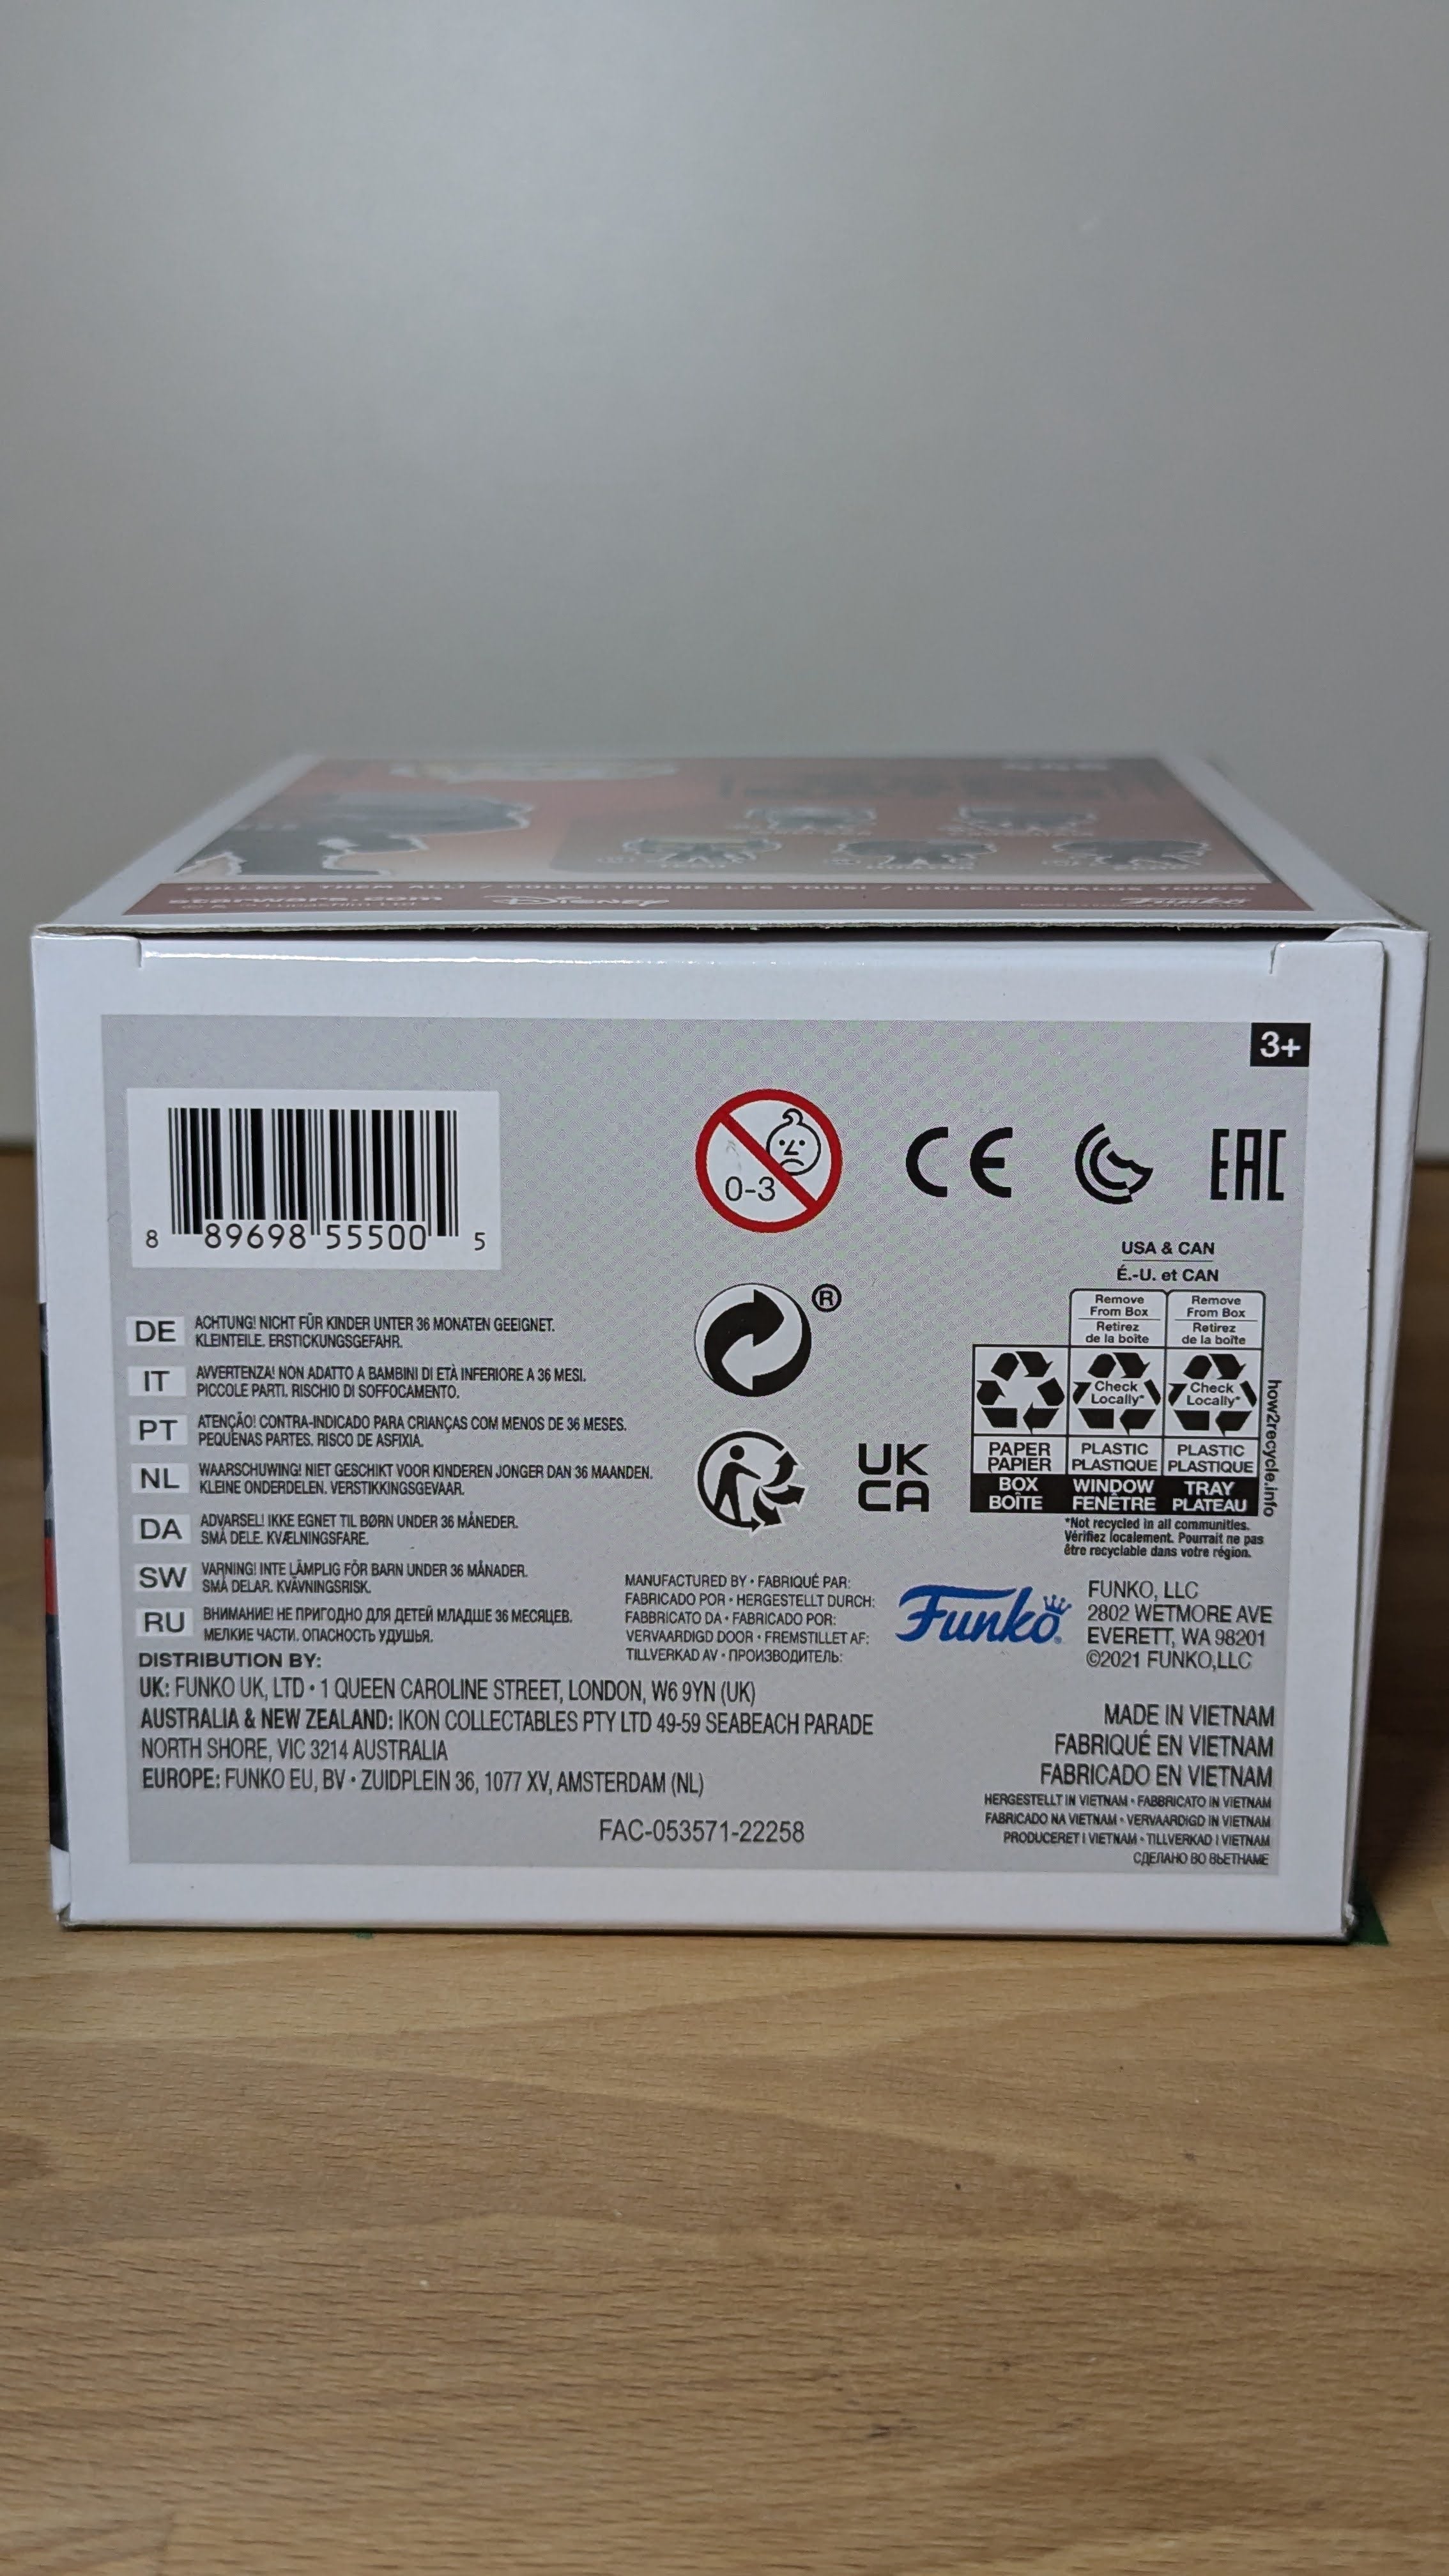 COLLECT THEM ALL! / COLLECTIONNE-LES TOUS! / ¡COLECCIÓNALOS TODOS!
starwars.com
Disney
Funko
3+
8 89698 55500 5
0-3
CE
EAC
USA & CAN
É.-U. et CAN
Remove
From Box
Retirez
de la boîte
Remove
From Box
Retirez
de la boîte
Check
Locally*
Check
Locally*
PAPER
PAPIER
PLASTIC
PLASTIQUE
PLASTIC
PLASTIQUE
BOX
BOÎTE
WINDOW
FENÊTRE
TRAY
PLATEAU
how2recycle.info
*Not recycled in all communities.
Vérifiez localement. Pourrait ne pas
être recyclable dans votre région.
®
UK
CA
DE ACHTUNG! NICHT FÜR KINDER UNTER 36 MONATEN GEEIGNET.
KLEINTEILE. ERSTICKUNGSGEFAHR.
IT AVVERTENZA! NON ADATTO A BAMBINI DI ETÀ INFERIORE A 36 MESI.
PICCOLE PARTI. RISCHIO DI SOFFOCAMENTO.
PT ATENÇÃO! CONTRA-INDICADO PARA CRIANÇAS COM MENOS DE 36 MESES.
PEQUENAS PARTES. RISCO DE ASFIXIA.
NL WAARSCHUWING! NIET GESCHIKT VOOR KINDEREN JONGER DAN 36 MAANDEN.
KLEINE ONDERDELEN. VERSTIKKINGSGEVAAR.
DA ADVARSEL! IKKE EGNET TIL BØRN UNDER 36 MÅNEDER.
SMÅ DELE. KVÆLNINGSFARE.
SW VARNING! INTE LÄMPLIG FÖR BARN UNDER 36 MÅNADER.
SMÅ DELAR. KVÄVNINGSRISK.
RU ВНИМАНИЕ! НЕ ПРИГОДНО ДЛЯ ДЕТЕЙ МЛАДШЕ 36 МЕСЯЦЕВ.
МЕЛКИЕ ЧАСТИ. ОПАСНОСТЬ УДУШЬЯ.
DISTRIBUTION BY:
UK: FUNKO UK, LTD • 1 QUEEN CAROLINE STREET, LONDON, W6 9YN (UK)
AUSTRALIA & NEW ZEALAND: IKON COLLECTABLES PTY LTD 49-59 SEABEACH PARADE
NORTH SHORE, VIC 3214 AUSTRALIA
EUROPE: FUNKO EU, BV • ZUIDPLEIN 36, 1077 XV, AMSTERDAM (NL)
MANUFACTURED BY • FABRIQUÉ PAR:
FABRICADO POR • HERGESTELLT DURCH:
FABBRICATO DA • FABRICADO POR:
VERVAARDIGD DOOR • FREMSTILLET AF:
TILLVERKAD AV • ПРОИЗВОДИТЕЛЬ:
Funko
FUNKO, LLC
2802 WETMORE AVE
EVERETT, WA 98201
©2021 FUNKO,LLC
MADE IN VIETNAM
FABRIQUÉ EN VIETNAM
FABRICADO EN VIETNAM
HERGESTELLT IN VIETNAM • FABBRICATO IN VIETNAM
FABRICADO NA VIETNAM • VERVAARDIGD IN VIETNAM
PRODUCERET I VIETNAM • TILLVERKAD I VIETNAM
СДЕЛАНО ВО ВЬЕТНАМЕ
FAC-053571-22258